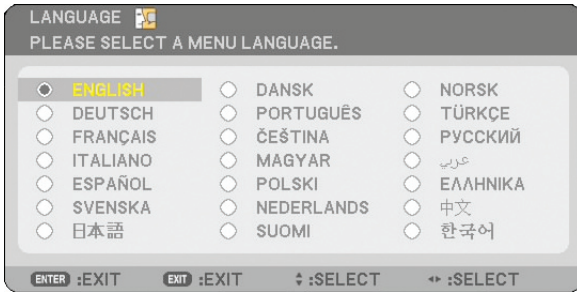 LANGUAGE
PLEASE SELECT A MENU LANGUAGE.
ENGLISH DANSK NORSK
DEUTSCH PORTUGUÊS TÜRKÇE
FRANÇAIS ČEŠTINA РУССКИЙ
ITALIANO MAGYAR عربي
ESPAÑOL POLSKI ΕΛΛΗΝΙΚΑ
SVENSKA NEDERLANDS 中文
日本語 SUOMI 한국어
ENTER :EXIT EXIT :EXIT :SELECT :SELECT